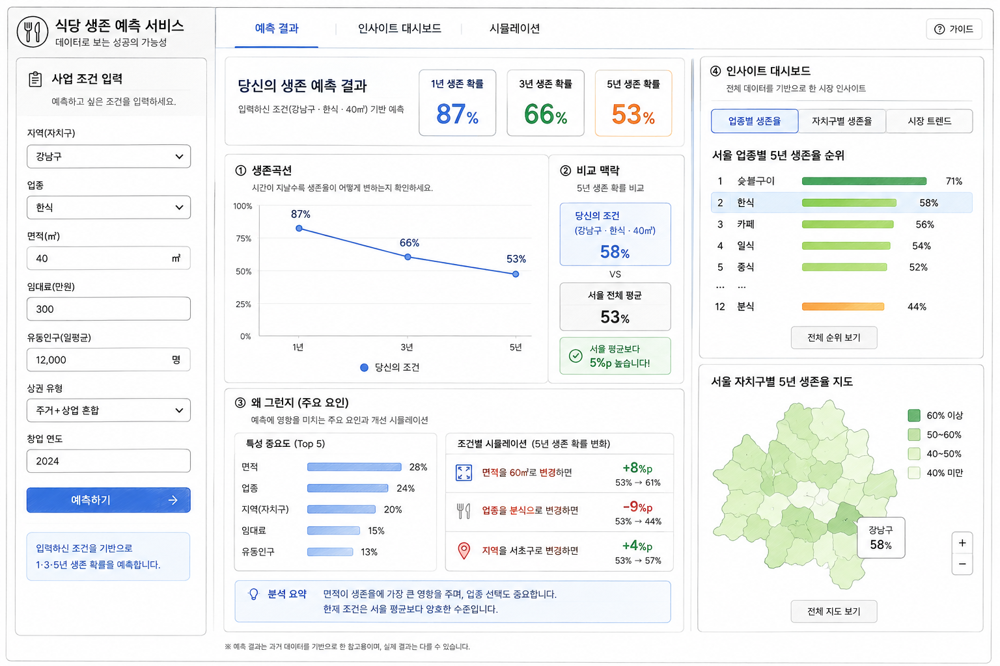 식당 생존 예측 서비스
데이터로 보는 성공의 가능성
사업 조건 입력
예측하고 싶은 조건을 입력하세요.
지역(자치구)
강남구
업종
한식
면적(㎡)
40 ㎡
임대료(만원)
300
유동인구(일평균)
12,000 명
상권 유형
주거+상업 혼합
창업 연도
2024
예측하기 →
입력하신 조건을 기반으로
1·3·5년 생존 확률을 예측합니다.
예측 결과
인사이트 대시보드
시뮬레이션
? 가이드
당신의 생존 예측 결과
입력하신 조건(강남구 · 한식 · 40㎡) 기반 예측
1년 생존 확률
87%
3년 생존 확률
66%
5년 생존 확률
53%
① 생존곡션
시간이 지날수록 생존율이 어떻게 변하는지 확인하세요.
100%
75%
50%
25%
0%
87%
66%
53%
1년
3년
5년
당신의 조건
② 비교 맥락
5년 생존 확률 비교
당신의 조건
(강남구 · 한식 · 40㎡)
58%
VS
서울 전체 평균
53%
서울 평균보다
5%p 높습니다!
③ 왜 그런지 (주요 요인)
예측에 영향을 미치는 주요 요인과 개선 시뮬레이션
특성 중요도 (Top 5)
면적 28%
업종 24%
지역(자치구) 20%
임대료 15%
유동인구 13%
조건별 시뮬레이션 (5년 생존 확률 변화)
면적을 60㎡로 변경하면
+8%p
53% → 61%
업종을 분식으로 변경하면
-9%p
53% → 44%
지역을 서초구로 변경하면
+4%p
53% → 57%
분석 요약
면적이 생존율에 가장 큰 영향을 주며, 업종 선택도 중요합니다.
한제 조건은 서울 평균보다 양호한 수준입니다.
※ 예측 결과는 과거 데이터를 기반으로 한 참고용이며, 실제 결과는 다를 수 있습니다.
④ 인사이트 대시보드
전체 데이터를 기반으로 한 시장 인사이트
업종별 생존율
자치구별 생존율
시장 트렌드
서울 업종별 5년 생존율 순위
1 숯불구이 71%
2 한식 58%
3 카페 56%
4 일식 54%
5 중식 52%
... ...
12 분식 44%
전체 순위 보기
서울 자치구별 5년 생존율 지도
60% 이상
50~60%
40~50%
40% 미만
강남구
58%
+
−
전체 지도 보기